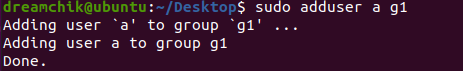 dreamchik@ubuntu:~/Desktop$ sudo adduser a g1
Adding user `a' to group `g1' ...
Adding user a to group g1
Done.